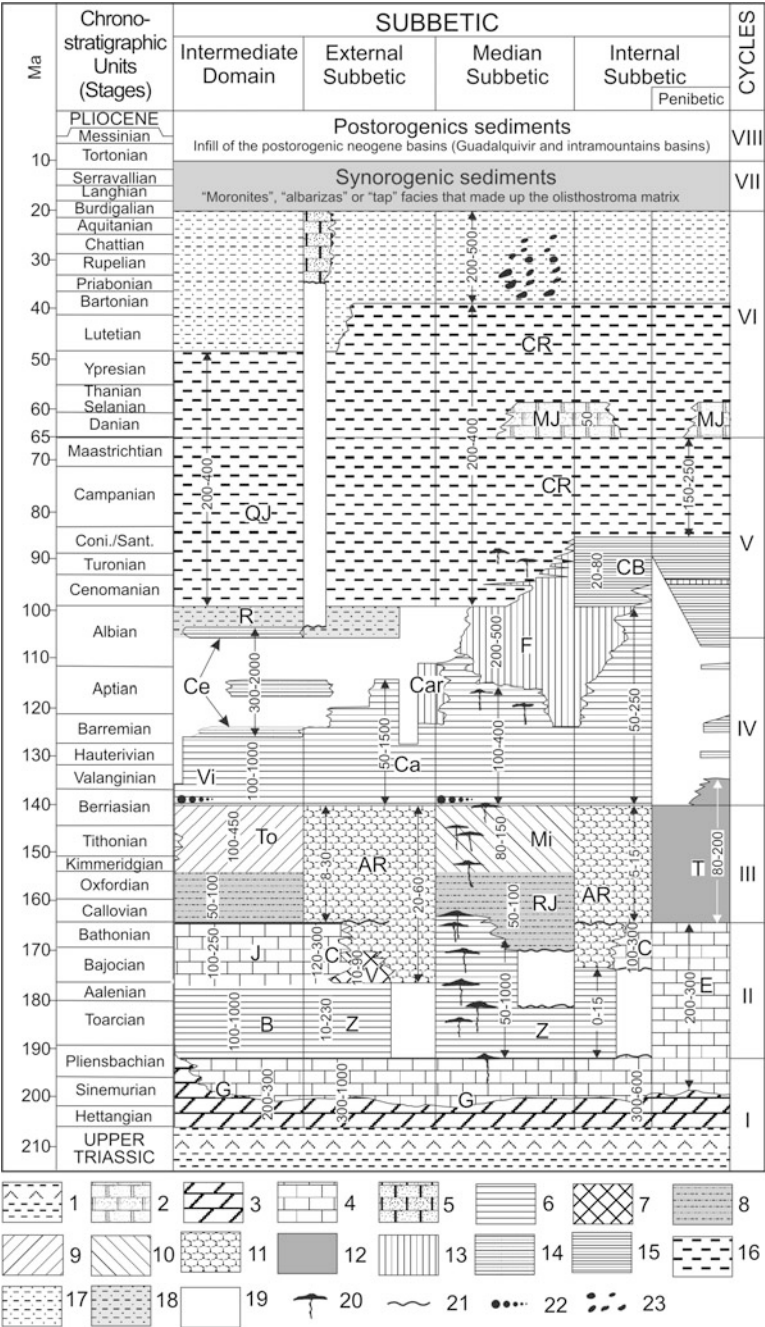 SUBBETIC
Ma
Chrono-
stratigraphic
Units
(Stages)
Intermediate
Domain
External
Subbetic
Median
Subbetic
Internal
Subbetic
Penibetic
CYCLES
PLIOCENE
Messinian
Tortonian
Serravallian
Langhian
Burdigalian
Aquitanian
Chattian
Rupelian
Priabonian
Bartonian
Lutetian
Ypresian
Thanian
Selanian
Danian
Maastrichtian
Campanian
Coni./Sant.
Turonian
Cenomanian
Albian
Aptian
Barremian
Hauterivian
Valanginian
Berriasian
Tithonian
Kimmeridgian
Oxfordian
Callovian
Bathonian
Bajocian
Aalenian
Toarcian
Pliensbachian
Sinemurian
Hettangian
UPPER
TRIASSIC
10
20
30
40
50
60
65
70
80
90
100
110
120
130
140
150
160
170
180
190
200
210
Postorogenics sediments
Infill of the postorogenic neogene basins (Guadalquivir and intramountains basins)
Synorogenic sediments
"Moronites", "albarizas" or "tap" facies that made up the olisthostroma matrix
VIII
VII
VI
V
IV
III
II
I
200-500
CR
MJ
50
MJ
200-400
200-400
CR
150-250
QJ
20-80
CB
R
F
200-500
Ce
300-2000
Car
50-1500
50-250
100-400
Vi
100-1000
Ca
To
100-450
8-30
AR
80-150
Mi
5-15
T
80-200
50-100
20-60
50-100
RJ
AR
J
100-250
C
120-300
10-90
V
100-300
C
E
200-300
B
100-1000
10-230
Z
50-1000
Z
0-15
G
200-300
300-1000
G
300-600
1
2
3
4
5
6
7
8
9
10
11
12
13
14
15
16
17
18
19
20
21
22
23